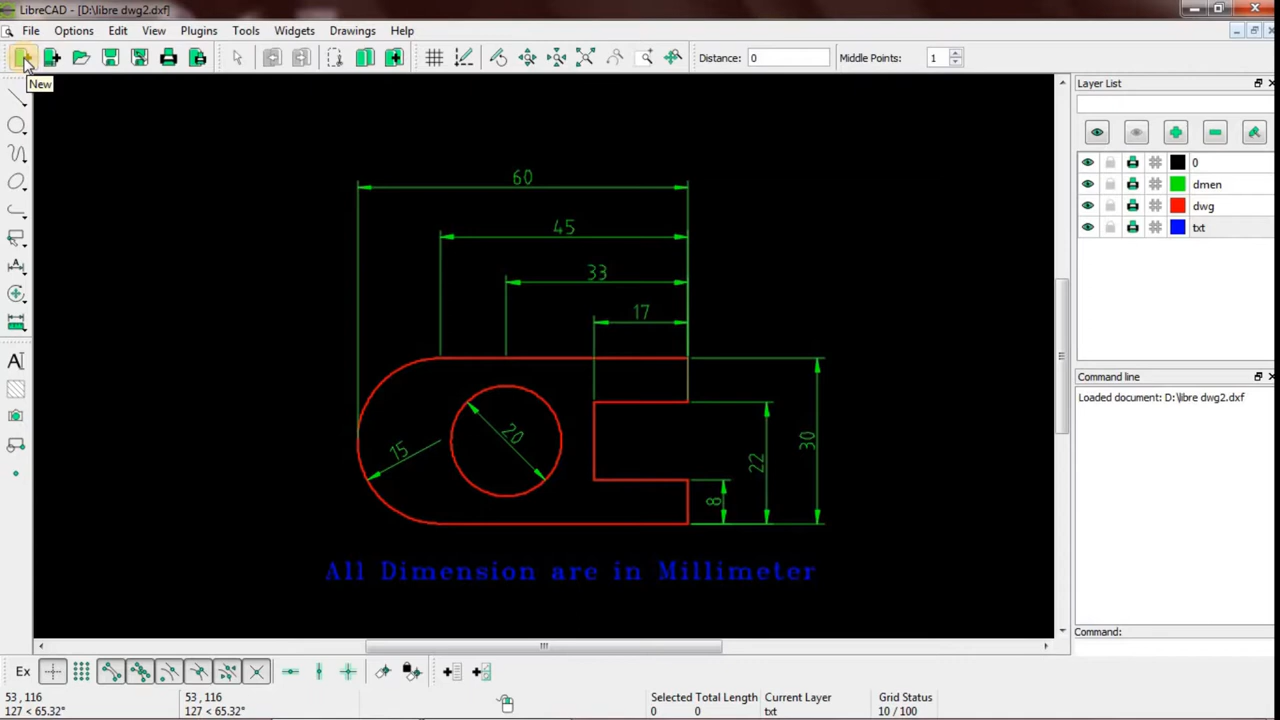 LibreCAD - [D:\libre dwg2.dxf]
File Options Edit View Plugins Tools Widgets Drawings Help
Distance: 0 Middle Points: 1
New
Layer List
0
dmen
dwg
txt
Command line
Loaded document: D:\libre dwg2.dxf
Command:
60
45
33
17
15
20
22
30
8
All Dimension are in Millimeter
A
Ex
53 , 116 53 , 116 Selected Total Length Current Layer Grid Status
127 < 65.32° 127 < 65.32° 0 0 txt 10 / 100